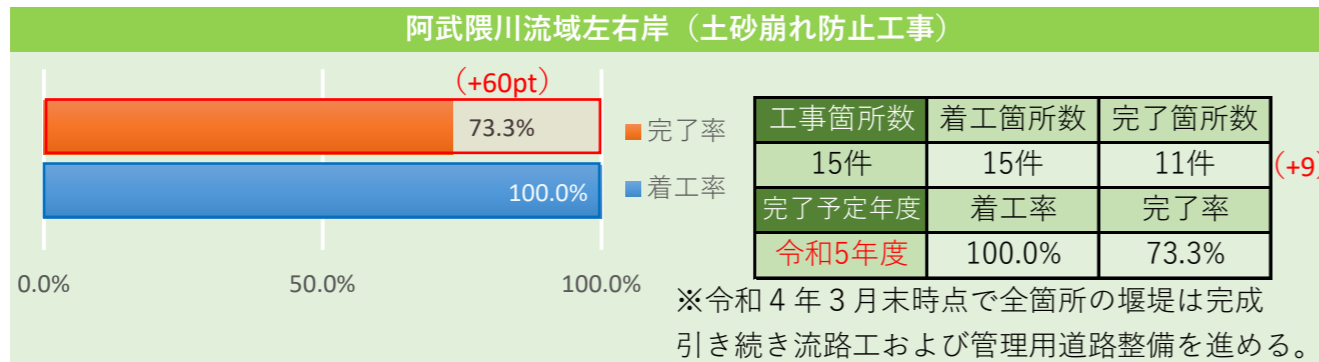 阿武隈川流域左右岸（土砂崩れ防止工事）
（+60pt）
73.3%
100.0%
0.0% 50.0% 100.0%
完了率
着工率
工事箇所数 着工箇所数 完了箇所数
15件 15件 11件 （+9）
完了予定年度 着工率 完了率
令和5年度 100.0% 73.3%
※令和４年３月末時点で全箇所の堰堤は完成
引き続き流路工および管理用道路整備を進める。